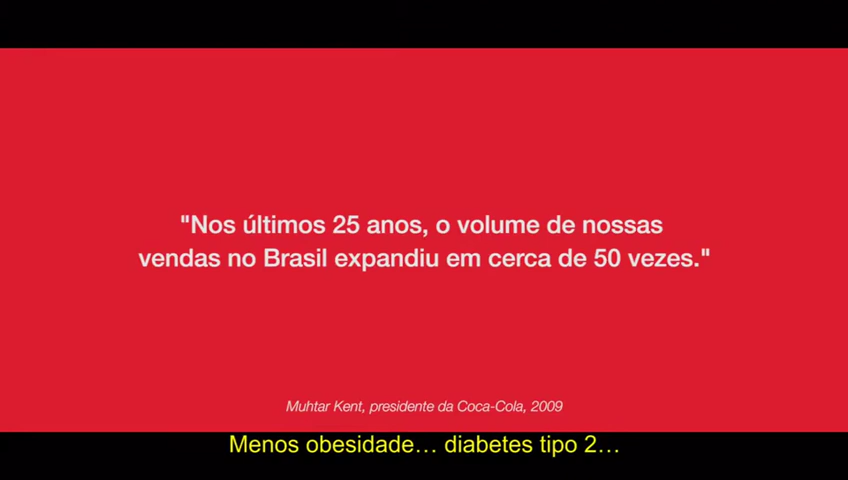 "Nos últimos 25 anos, o volume de nossas
vendas no Brasil expandiu em cerca de 50 vezes."
Muhtar Kent, presidente da Coca-Cola, 2009
Menos obesidade… diabetes tipo 2…